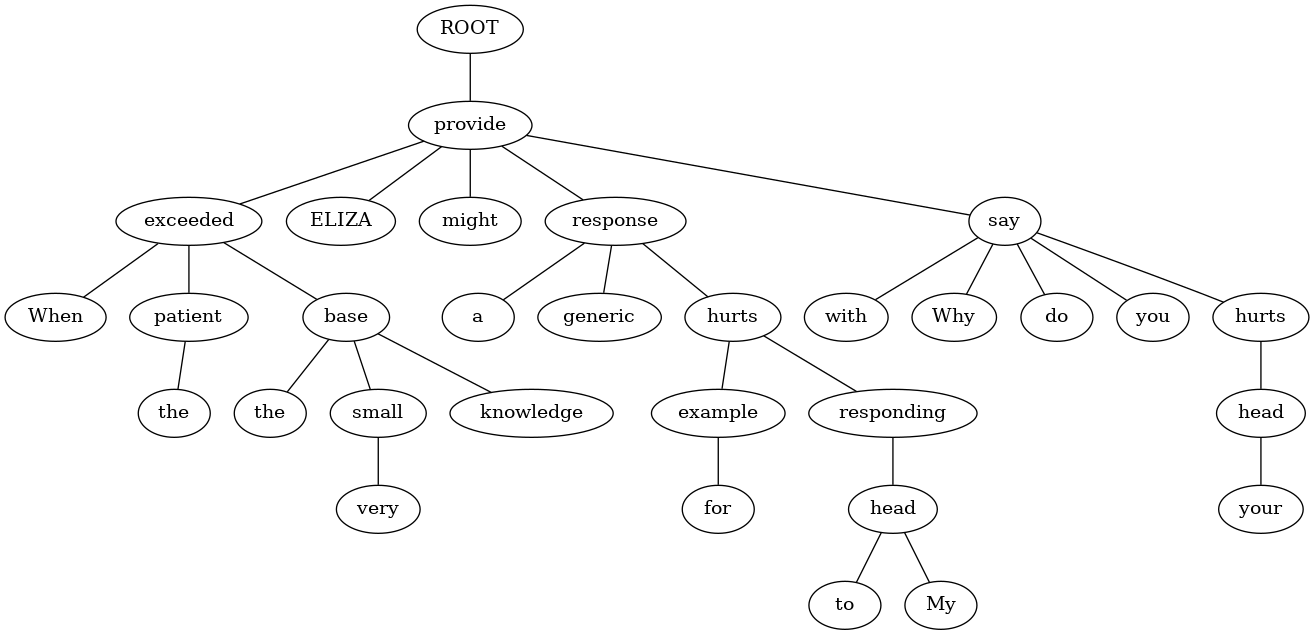 ROOT
provide
exceeded ELIZA might response say
When patient base a generic hurts with Why do you hurts
the the small knowledge example responding head
very for head your
to My